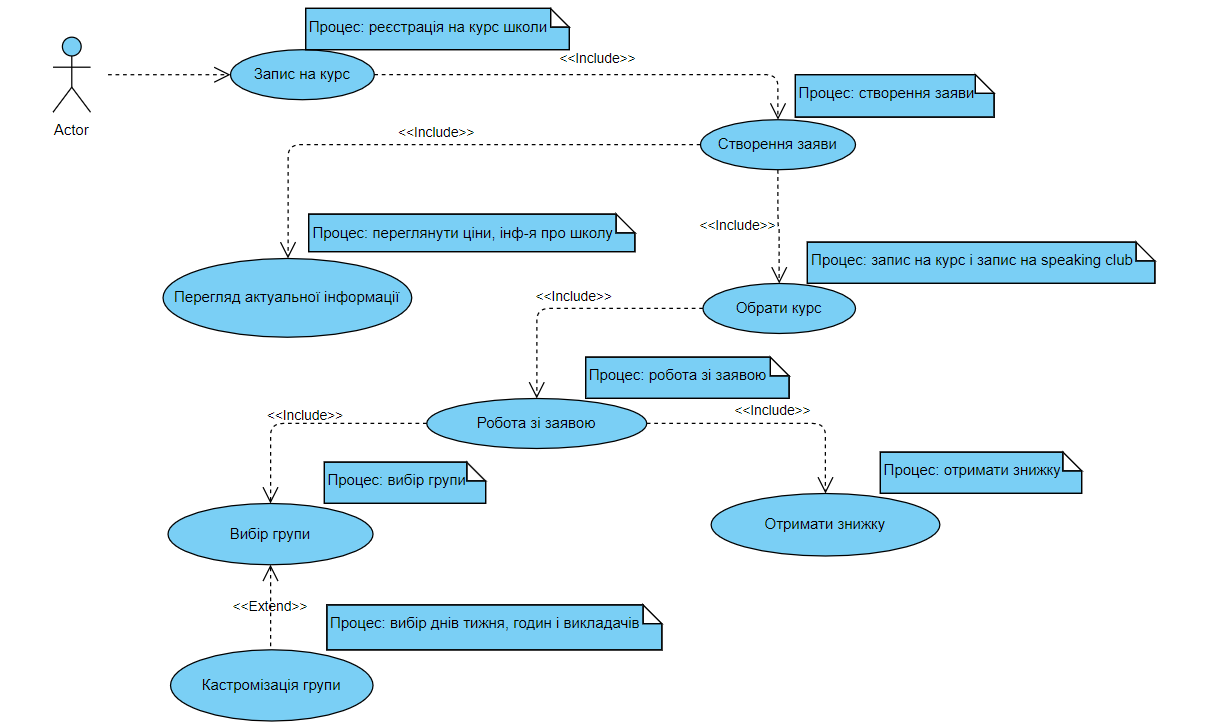 Процес: реєстрація на курс школи
<<Include>>
Запис на курс
Процес: створення заяви
Actor
<<Include>>
Створення заяви
<<Include>>
Процес: переглянути ціни, інф-я про школу
Процес: запис на курс і запис на speaking club
Перегляд актуальної інформації
<<Include>>
Обрати курс
Процес: робота зі заявою
<<Include>>
<<Include>>
Робота зі заявою
Процес: вибір групи
Процес: отримати знижку
Вибір групи
Отримати знижку
<<Extend>>
Процес: вибір днів тижня, годин і викладачів
Кастромізація групи